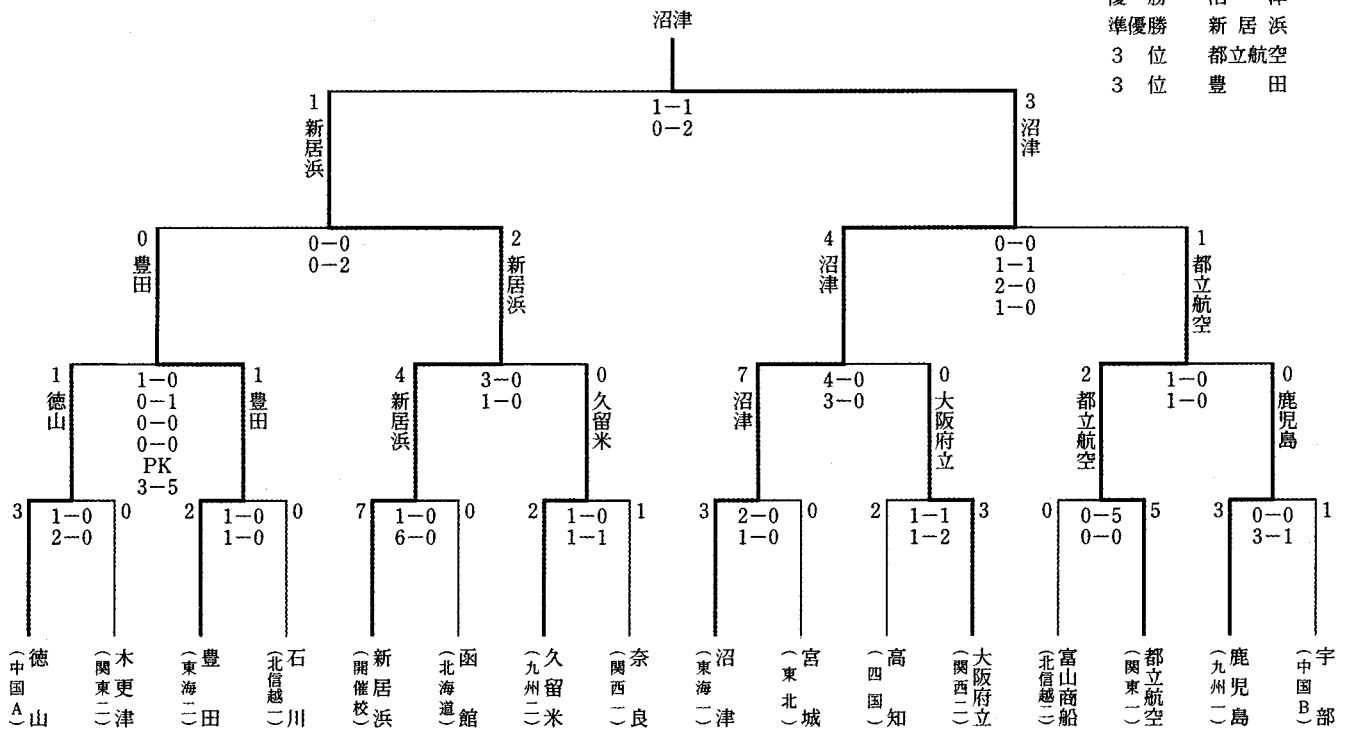 優勝 沼津
準優勝 新居浜
3位 都立航空
3位 豊田
沼津
1 新居浜
1-1
0-2
3 沼津
0 豊田
0-0
0-2
2 新居浜
4 沼津
0-0
1-1
2-0
1-0
1 都立航空
1 徳山
1-0
0-1
0-0
0-0
PK
3-5
1 豊田
4 新居浜
3-0
1-0
0 久留米
7 沼津
4-0
3-0
0 大阪府立
2 都立航空
1-0
1-0
0 鹿児島
3
1-0
2-0
0
2
1-0
1-0
0
7
1-0
6-0
0
2
1-0
1-1
1
3
2-0
1-0
0
2
1-1
1-2
3
0
0-5
0-0
5
3
0-0
3-1
1
徳山 (中国A)
木更津 (関東二)
豊田 (東海二)
石川 (北信越一)
新居浜 (開催校)
函館 (北海道)
久留米 (九州二)
奈良 (関西一)
沼津 (東海一)
宮城 (東北)
高知 (四国)
大阪府立 (関西二)
富山商船 (北信越二)
都立航空 (関東一)
鹿児島 (九州一)
宇部 (中国B)